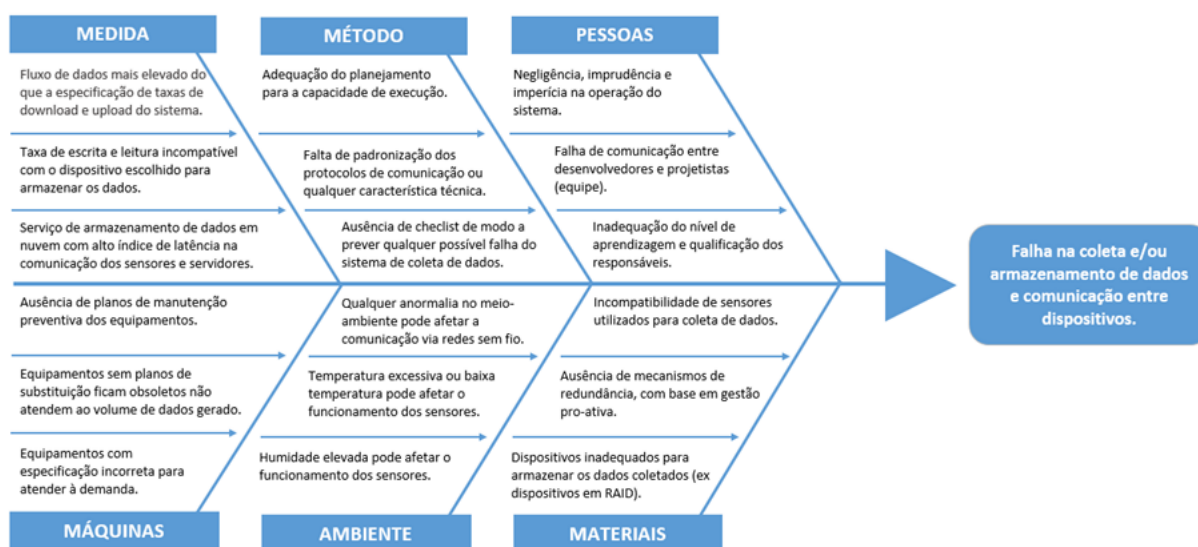 MEDIDA
Fluxo de dados mais elevado do
que a especificação de taxas de
download e upload do sistema.
Taxa de escrita e leitura incompatível
com o dispositivo escolhido para
armazenar os dados.
Serviço de armazenamento de dados em
nuvem com alto índice de latência na
comunicação dos sensores e servidores.
MÉTODO
Adequação do planejamento
para a capacidade de execução.
Falta de padronização dos
protocolos de comunicação ou
qualquer característica técnica.
Ausência de checlist de modo a
prever qualquer possível falha do
sistema de coleta de dados.
PESSOAS
Negligência, imprudência e
imperícia na operação do
sistema.
Falha de comunicação entre
desenvolvedores e projetistas
(equipe).
Inadequação do nível de
aprendizagem e qualificação dos
responsáveis.
Ausência de planos de manutenção
preventiva dos equipamentos.
Equipamentos sem planos de
substituição ficam obsoletos não
atendem ao volume de dados gerado.
Equipamentos com
especificação incorreta para
atender à demanda.
MÁQUINAS
Qualquer anormalia no meio-
ambiente pode afetar a
comunicação via redes sem fio.
Temperatura excessiva ou baixa
temperatura pode afetar o
funcionamento dos sensores.
Humidade elevada pode afetar o
funcionamento dos sensores.
AMBIENTE
Incompatibilidade de sensores
utilizados para coleta de dados.
Ausência de mecanismos de
redundância, com base em gestão
pro-ativa.
Dispositivos inadequados para
armazenar os dados coletados (ex
dispositivos em RAID).
MATERIAIS
Falha na coleta e/ou
armazenamento de dados
e comunicação entre
dispositivos.